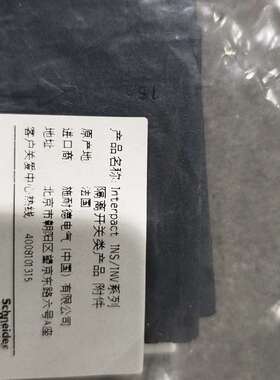 产品名称 Interpact INS/INV系列
隔离开关类产品 附件
原产地 法国
进口商 施耐德电气（中国）有限公司
地址 北京市朝阳区望京东路六号A座
客户关爱中心热线 4008101315
Schneider